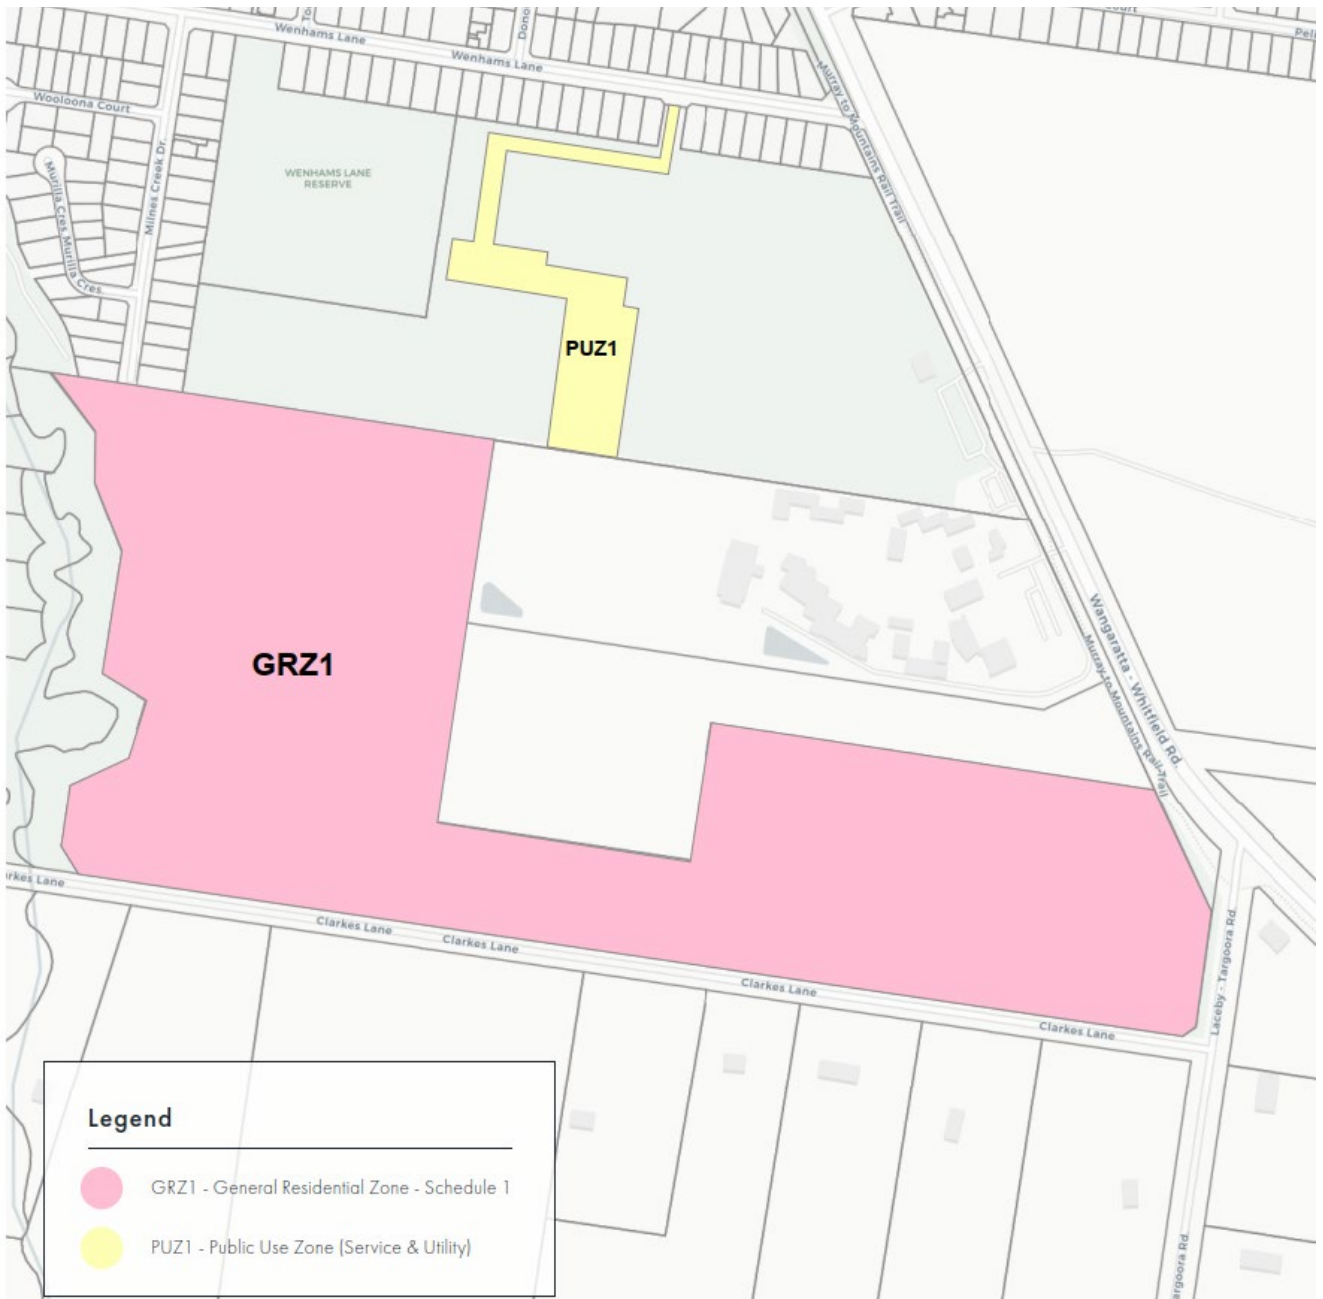 Wenhams Lane
Wenhams Lane
Wooloona Court
Murilla Cres
Murilla Cres
Milnes Creek Dr.
WENHAMS LANE
RESERVE
Murray to Mountains Rail Trail
PUZ1
GRZ1
Wangaratta - Whitfield Rd.
Murray to Mountains Rail Trail
Clarkes Lane
Clarkes Lane
Clarkes Lane
Clarkes Lane
Laceby - Targoora Rd.
Legend
GRZ1 - General Residential Zone - Schedule 1
PUZ1 - Public Use Zone (Service & Utility)